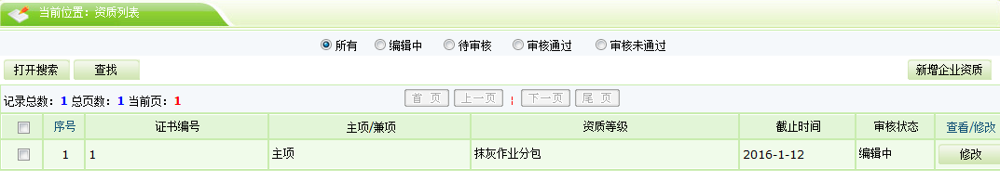 当前位置：资质列表
所有 编辑中 待审核 审核通过 审核未通过
打开搜索 查找 新增企业资质
记录总数：1 总页数：1 当前页：1 首 页 上一页 ¦ 下一页 尾 页
序号 证书编号 主项/兼项 资质等级 截止时间 审核状态 查看/修改
1 1 主项 抹灰作业分包 2016-1-12 编辑中 修改